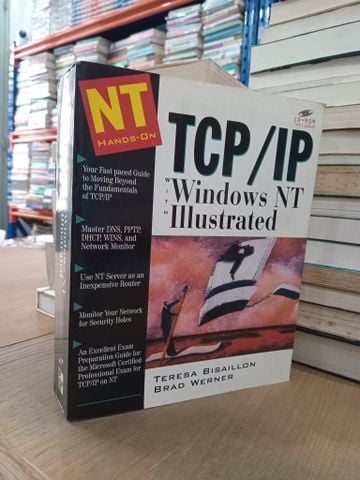 NT
HANDS-ON
CD-ROM
Included
TCP/IP
WITH
Windows NT
Illustrated
Your Fast paced Guide
to Moving Beyond
the Fundamentals
of TCP/IP
Master DNS, PPTP,
DHCP, WINS, and
Network Monitor
Use NT Server as an
Inexpensive Router
Monitor Your Network
for Security Holes
An Excellent Exam
Preparation Guide for
the Microsoft Certified
Professional Exam for
TCP/IP on NT
TERESA BISAILLON
BRAD WERNER